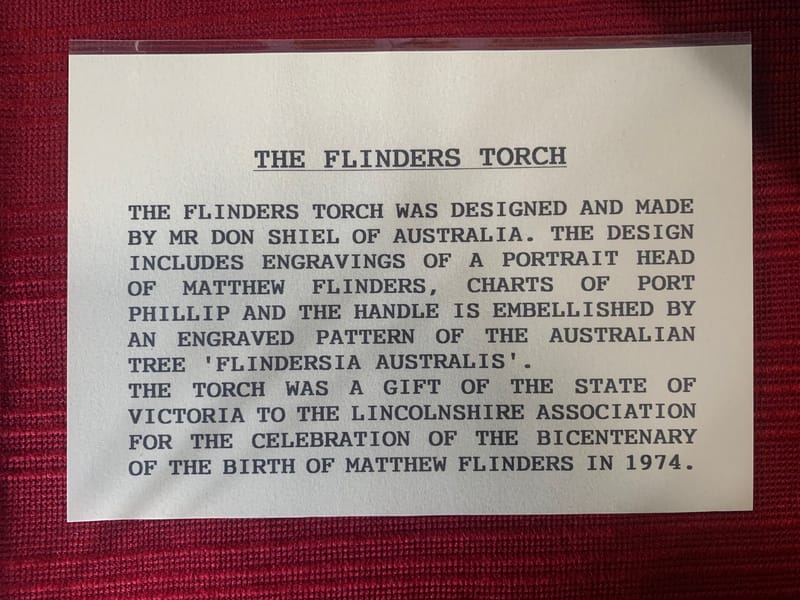 THE FLINDERS TORCH
THE FLINDERS TORCH WAS DESIGNED AND MADE
BY MR DON SHIEL OF AUSTRALIA. THE DESIGN
INCLUDES ENGRAVINGS OF A PORTRAIT HEAD
OF MATTHEW FLINDERS, CHARTS OF PORT
PHILLIP AND THE HANDLE IS EMBELLISHED BY
AN ENGRAVED PATTERN OF THE AUSTRALIAN
TREE 'FLINDERSIA AUSTRALIS'.
THE TORCH WAS A GIFT OF THE STATE OF
VICTORIA TO THE LINCOLNSHIRE ASSOCIATION
FOR THE CELEBRATION OF THE BICENTENARY
OF THE BIRTH OF MATTHEW FLINDERS IN 1974.